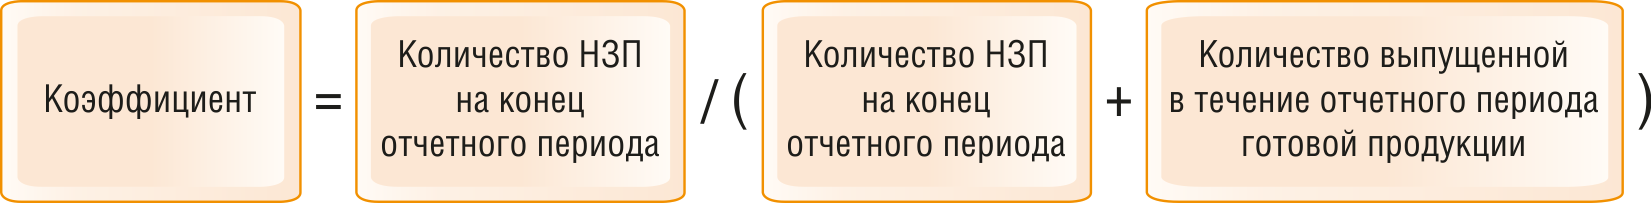 Коэффициент = Количество НЗП на конец отчетного периода / ( Количество НЗП на конец отчетного периода + Количество выпущенной в течение отчетного периода готовой продукции )